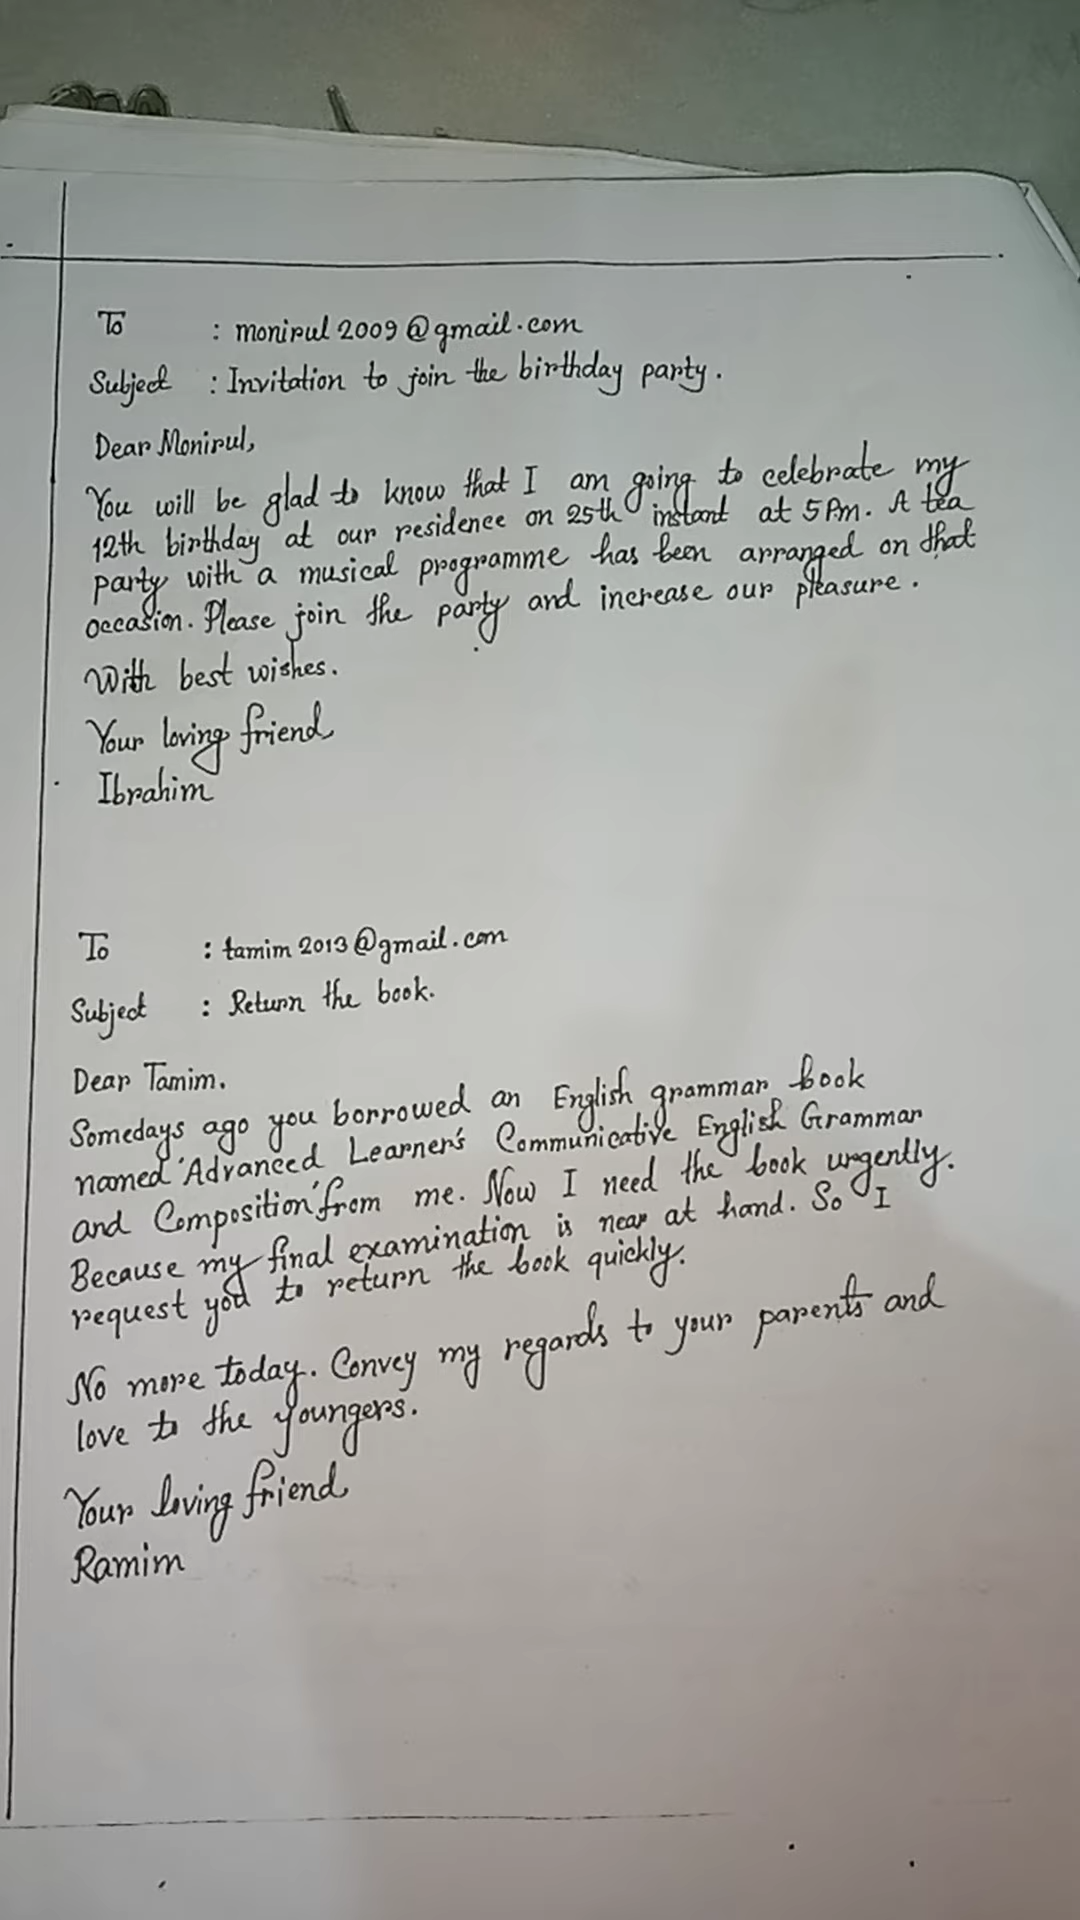 To : monirul2009@gmail.com
Subject : Invitation to join the birthday party.
Dear Monirul,
You will be glad to know that I am going to celebrate my
12th birthday at our residence on 25th instant at 5 Pm. A tea
party with a musical programme has been arranged on that
occasion. Please join the party and increase our pleasure.
With best wishes.
Your loving friend,
Ibrahim
To : tamim2013@gmail.com
Subject : Return the book.
Dear Tamim.
Somedays ago you borrowed an English grammar book
named 'Advanced Learner's Communicative English Grammar
and Composition' from me. Now I need the book urgently.
Because my final examination is near at hand. So I
request you to return the book quickly.
No more today. Convey my regards to your parents and
love to the youngers.
Your loving friend,
Ramim